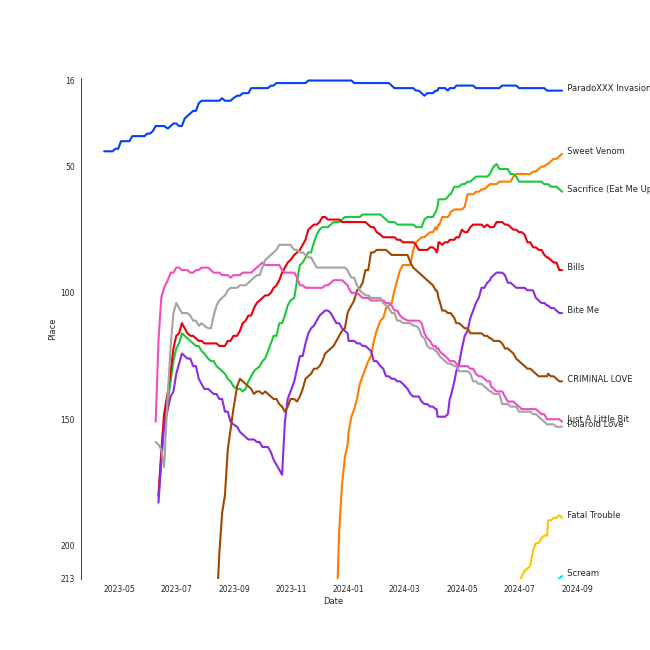 16
50
100
150
200
213
Place
2023-05
2023-07
2023-09
2023-11
2024-01
2024-03
2024-05
2024-07
2024-09
Date
ParadoXXX Invasion
Sweet Venom
Sacrifice (Eat Me Up
Bills
Bite Me
CRIMINAL LOVE
Just A Little Bit
Polaroid Love
Fatal Trouble
Scream